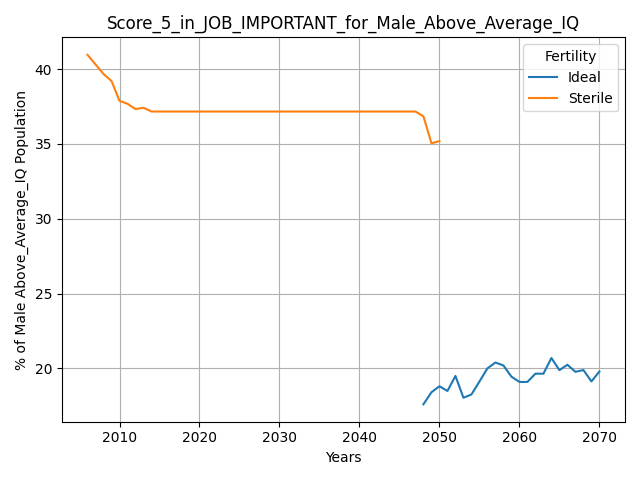 Score_5_in_JOB_IMPORTANT_for_Male_Above_Average_IQ
Fertility
Ideal
Sterile
% of Male Above_Average_IQ Population
40
35
30
25
20
2010 2020 2030 2040 2050 2060 2070
Years